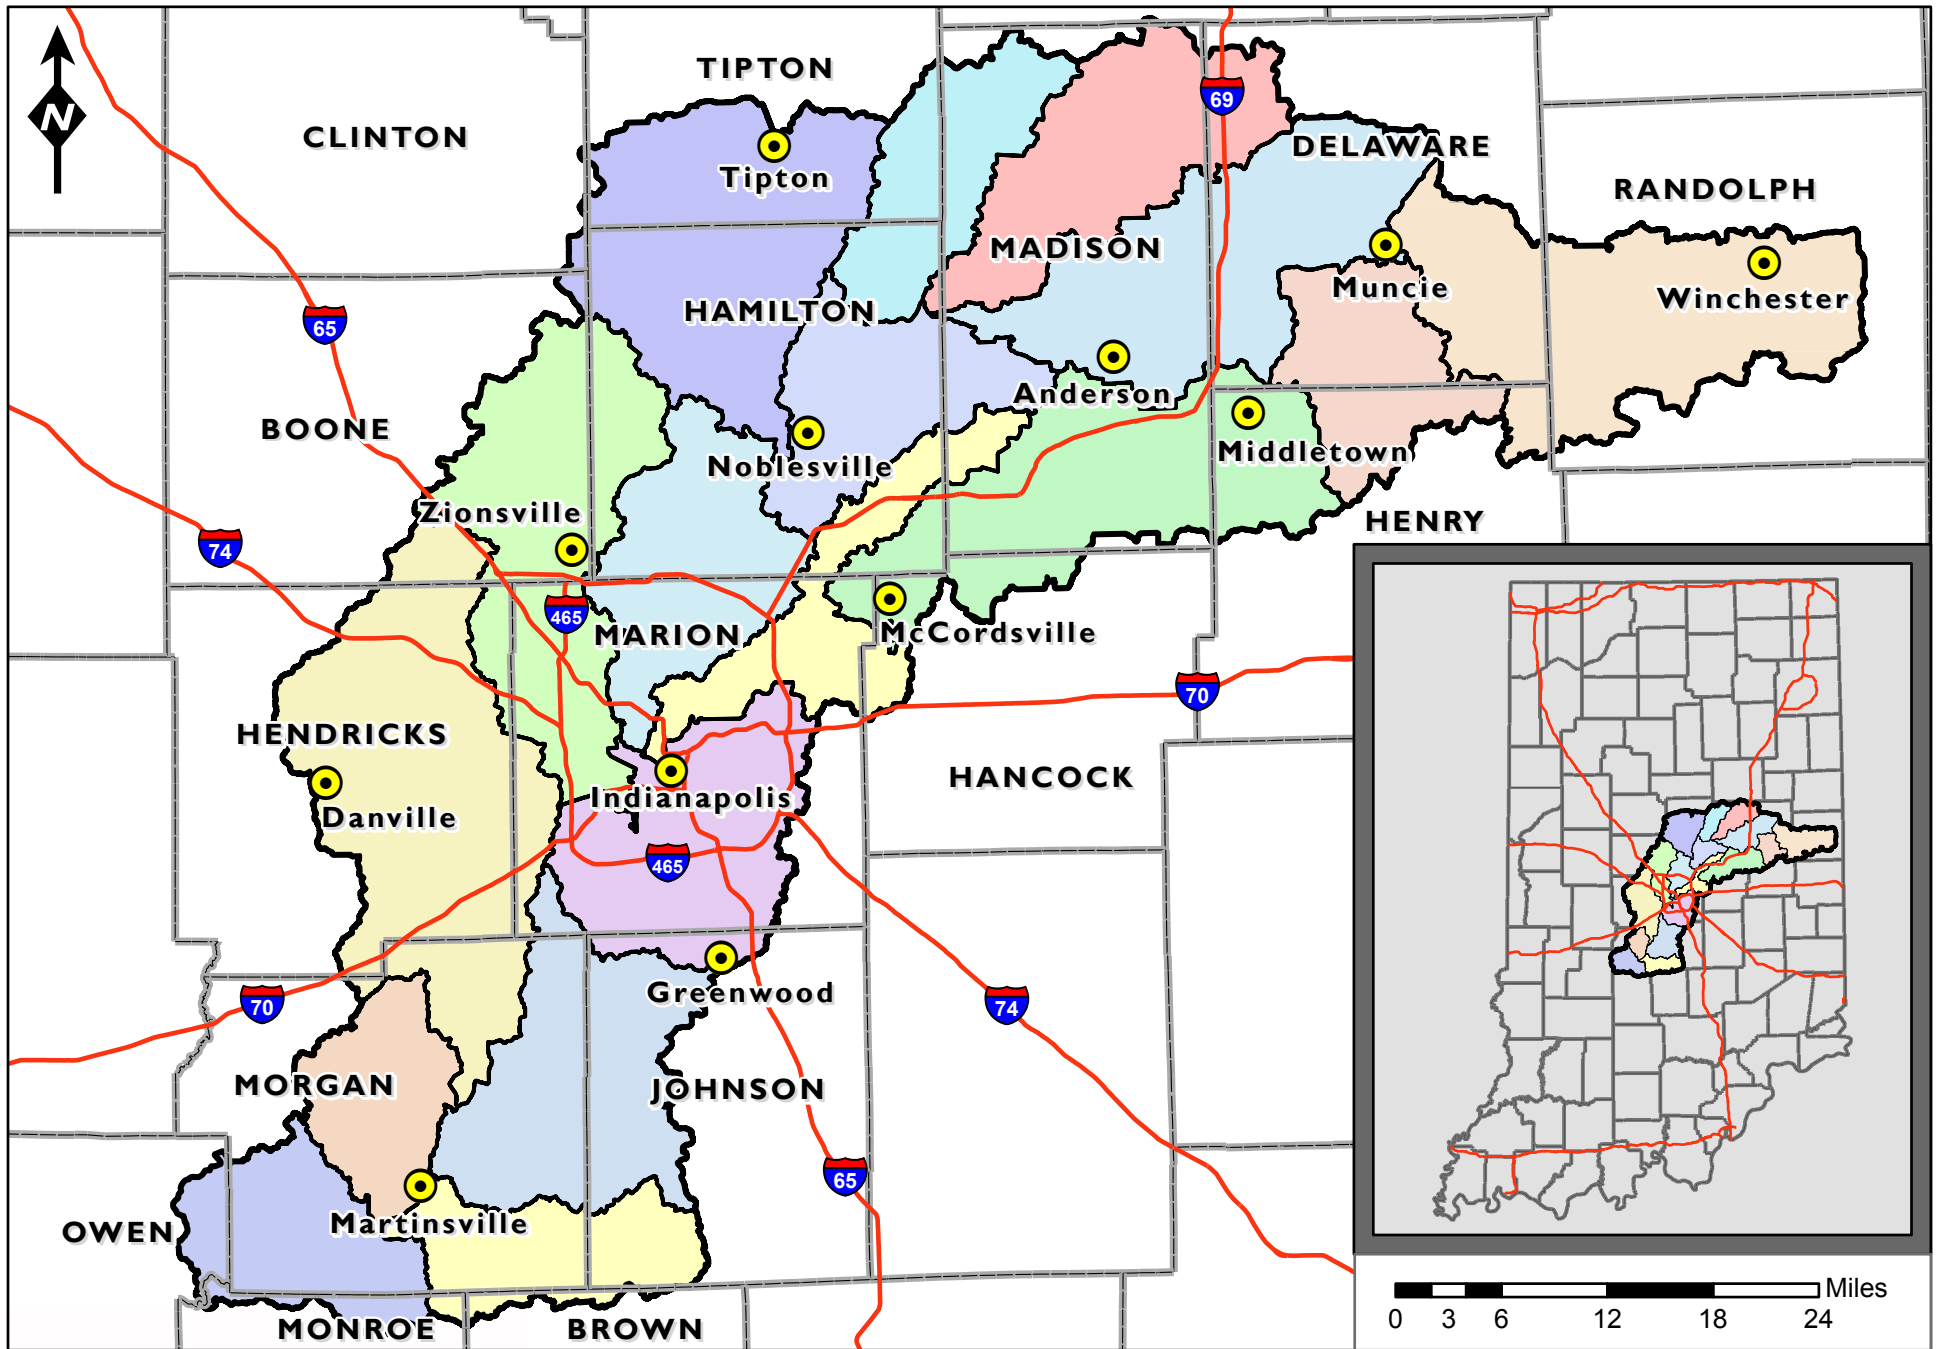 TIPTON
CLINTON
Tipton
69
DELAWARE
RANDOLPH
N
MADISON
Muncie
Winchester
HAMILTON
65
Anderson
BOONE
Noblesville
Middletown
Zionsville
HENRY
74
465
MARION
McCordsville
70
HENDRICKS
HANCOCK
Indianapolis
Danville
465
Greenwood
70
74
MORGAN
JOHNSON
65
Martinsville
OWEN
MONROE
BROWN
Miles
0 3 6 12 18 24